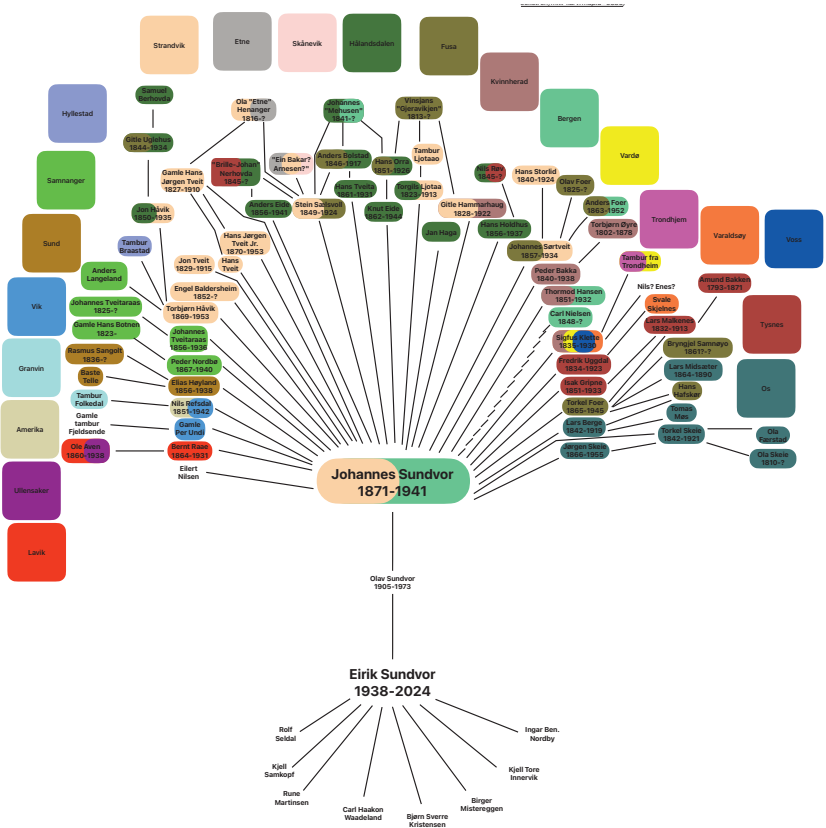 Strandvik
Etne
Skånevik
Hålandsdalen
Fusa
Kvinnherad
Bergen
Vardø
Trondhjem
Varaldsøy
Voss
Tysnes
Os
Hyllestad
Samnanger
Sund
Vik
Granvin
Amerika
Ullensaker
Lavik
Samuel
Berhovda
Gitle Uglehus
1844-1934
Jon Håvik
1850-1935
Tambur
Braastad
Anders
Langeland
Johannes Tveitaraas
1825-?
Gamle Hans Botnen
1823-
Rasmus Sangolt
1836-?
Baste
Telle
Tambur
Folkedal
Gamle
tambur
Fjeldsende
Ole Aven
1860-1938
Ola "Etne"
Henanger
1816-?
Gamle Hans
Jørgen Tveit
1827-1910
"Brille-Johan"
Nerhovda
1845-?
"Ein Bakar?
Arnesen?"
Johannes
"Mehusen"
1841-?
Anders Bolstad
1846-1917
Hans Tveita
1861-1931
Vinsjans
"Gjeravikjen"
1813-?
Hans Orra
1851-1928
Tambur
Ljotaao
Torgils Ljotaa
1823-1913
Anders Eide
1856-1941
Stein Sælsvoll
1849-1924
Knut Eide
1862-1944
Jan Haga
Gitle Hammarhaug
1828-1922
Nils Røv
1845-?
Hans Holdhus
1856-1937
Hans Storlid
1840-1924
Olav Foer
1825-?
Anders Foer
1863-1952
Johannes Sørtveit
1857-1934
Torbjørn Øyre
1802-1878
Hans Jørgen
Tveit Jr.
1870-1953
Jon Tveit
1829-1915
Hans
Tveit
Engel Baldersheim
1852-?
Torbjørn Håvik
1869-1953
Johannes
Tveitaraas
1856-1936
Peder Nordbø
1867-1940
Elias Høyland
1856-1938
Nils Refsdal
1851-1942
Gamle
Per Undi
Bernt Raae
1864-1931
Eilert
Nilsen
Peder Bakka
1840-1938
Thormod Hansen
1851-1932
Carl Nielsen
1848-?
Sigfus Klette
1835-1930
Fredrik Uggdal
1834-1923
Isak Gripne
1851-1933
Torkel Foer
1865-1945
Lars Berge
1842-1919
Jørgen Skeie
1866-1955
Tambur fra
Trondheim
Nils? Enes?
Svale
Skjelnes
Amund Bakken
1793-1871
Lars Malkenes
1832-1913
Bryngjel Samnøyo
1861?-?
Lars Midsæter
1864-1890
Hans
Hafskor
Tomas
Møs
Torkel Skeie
1842-1921
Ola
Færstad
Ola Skeie
1810-?
Johannes Sundvor
1871-1941
Olav Sundvor
1905-1973
Eirik Sundvor
1938-2024
Rolf
Seldal
Kjell
Samkopf
Rune
Martinsen
Carl Haakon
Waadeland
Bjørn Sverre
Kristensen
Birger
Mistereggen
Kjell Tore
Innervik
Ingar Ben.
Nordby